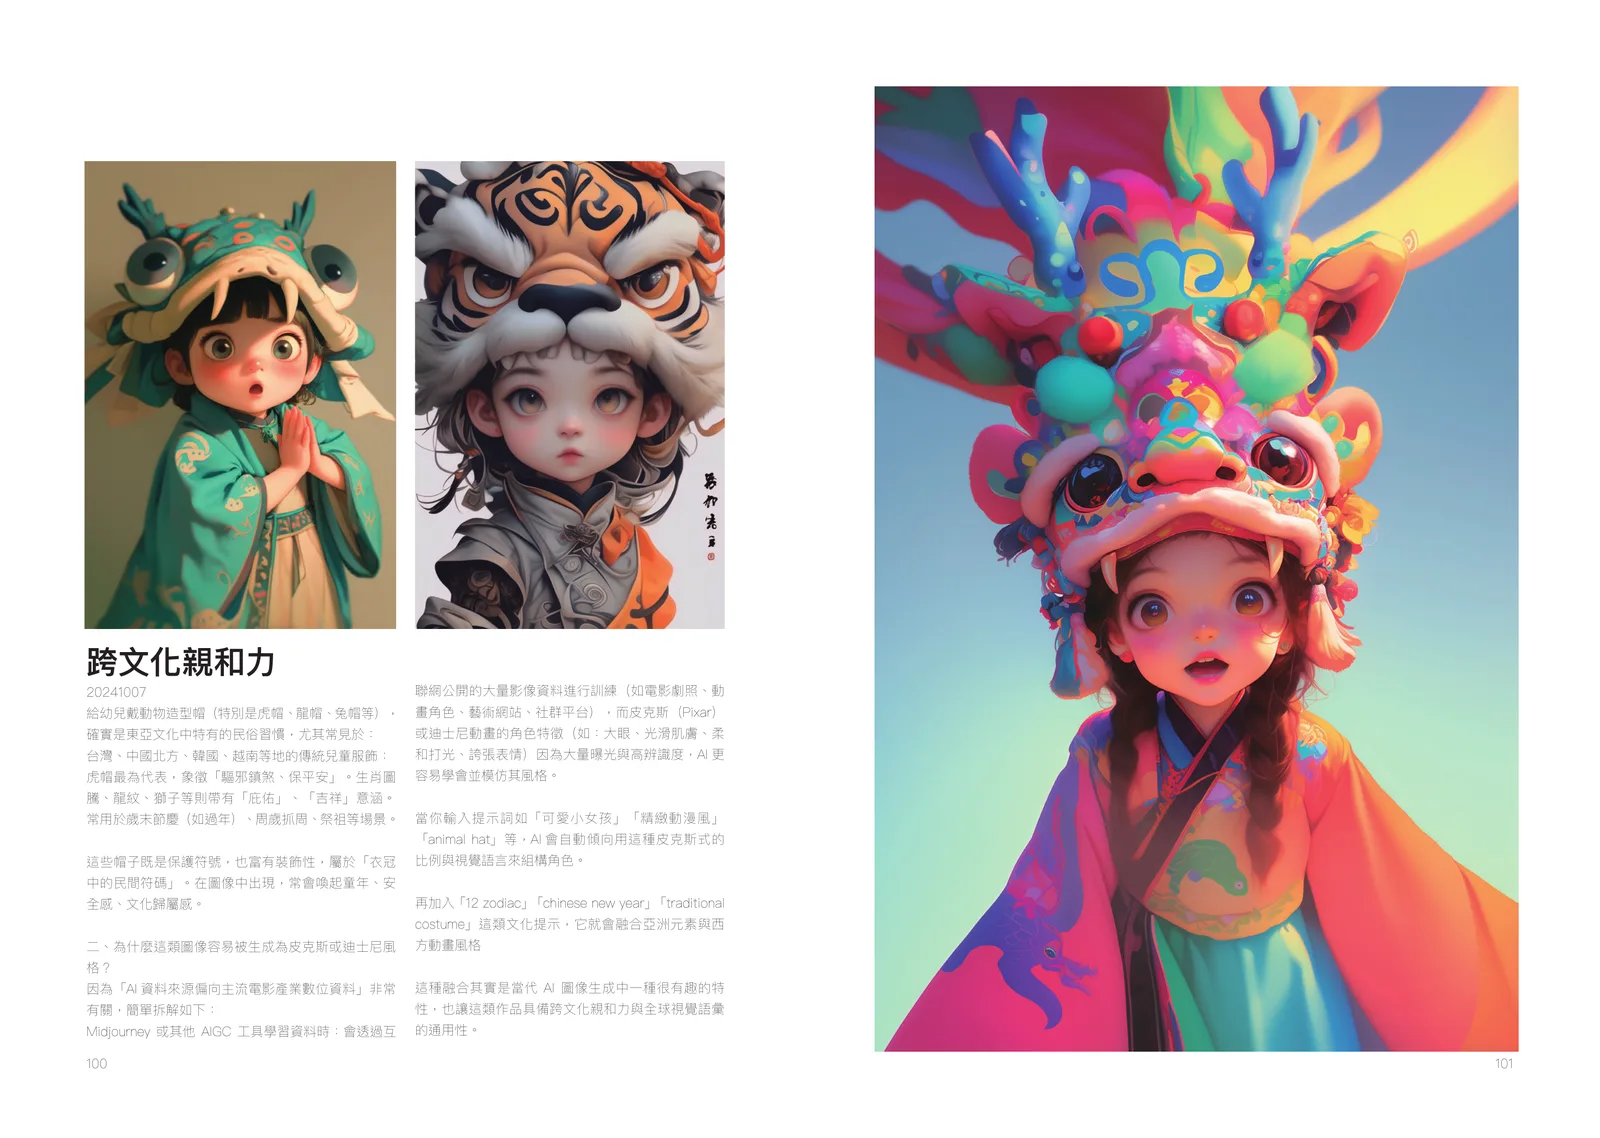 跨文化親和力
20241007
給幼兒戴動物造型帽（特別是虎帽、龍帽、兔帽等），
確實是東亞文化中特有的民俗習慣，尤其常見於：
台灣、中國北方、韓國、越南等地的傳統兒童服飾：
虎帽最為代表，象徵「驅邪鎮煞、保平安」。生肖圖
騰、龍紋、獅子等則帶有「庇佑」、「吉祥」意涵。
常用於歲末節慶（如過年）、周歲抓周、祭祖等場景。
這些帽子既是保護符號，也富有裝飾性，屬於「衣冠
中的民間符碼」。在圖像中出現，常會喚起童年、安
全感、文化歸屬感。
二、為什麼這類圖像容易被生成為皮克斯或迪士尼風
格？
因為「AI 資料來源偏向主流電影產業數位資料」非常
有關，簡單拆解如下：
Midjourney 或其他 AIGC 工具學習資料時：會透過互
聯網公開的大量影像資料進行訓練（如電影劇照、動
畫角色、藝術網站、社群平台），而皮克斯（Pixar）
或迪士尼動畫的角色特徵（如：大眼、光滑肌膚、柔
和打光、誇張表情）因為大量曝光與高辨識度，AI 更
容易學會並模仿其風格。
當你輸入提示詞如「可愛小女孩」「精緻動漫風」
「animal hat」等，AI 會自動傾向用這種皮克斯式的
比例與視覺語言來組構角色。
再加入「12 zodiac」「chinese new year」「traditional
costume」這類文化提示，它就會融合亞洲元素與西
方動畫風格
這種融合其實是當代 AI 圖像生成中一種很有趣的特
性，也讓這類作品具備跨文化親和力與全球視覺語彙
的通用性。
100
101